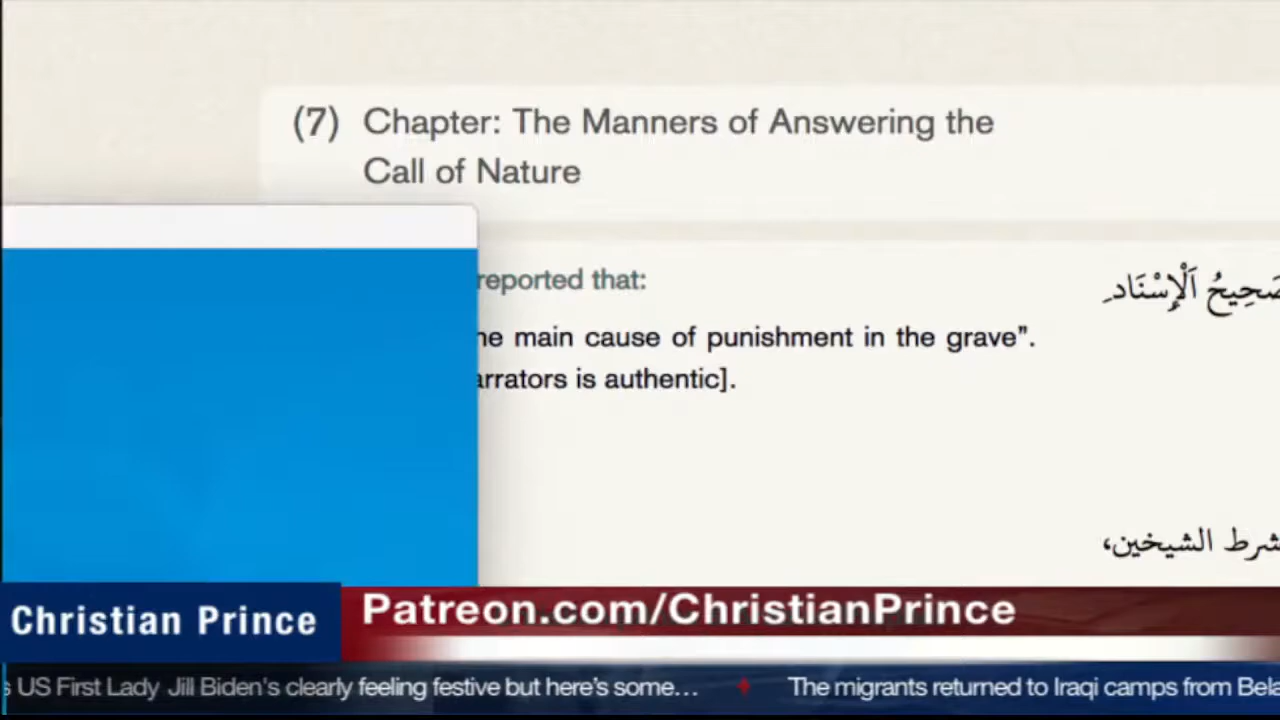 (7) Chapter: The Manners of Answering the
Call of Nature
reported that:
صَحِيحُ اَلْإِسْنَادِ
he main cause of punishment in the grave”.
arrators is authentic].
شرط الشيخين،
Christian Prince
Patreon.com/ChristianPrince
s US First Lady Jill Biden's clearly feeling festive but here's some… The migrants returned to Iraqi camps from Bela